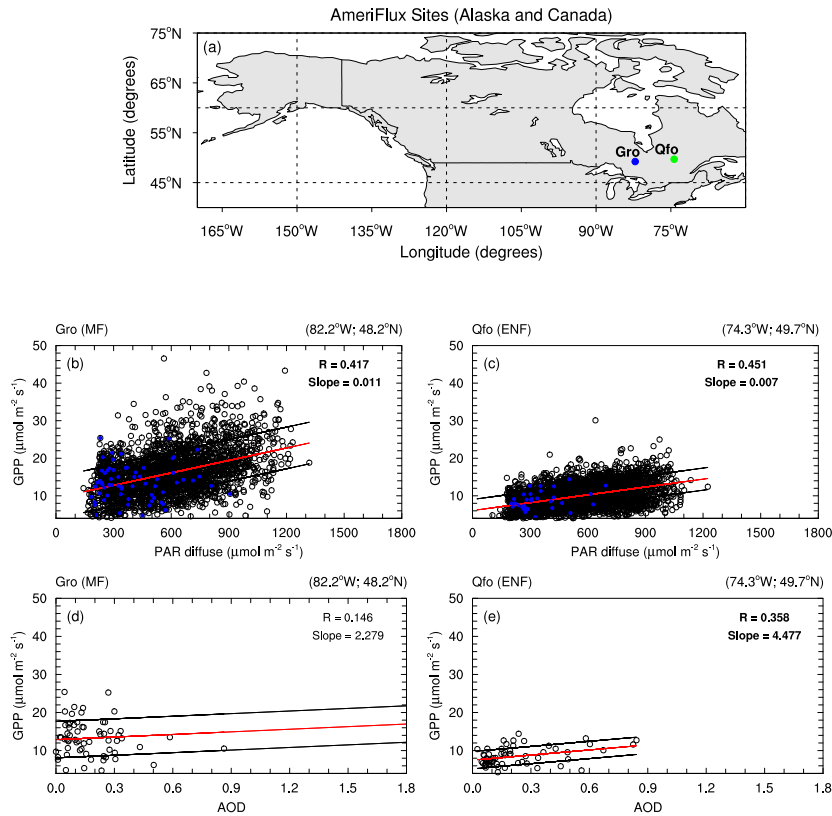 AmeriFlux Sites (Alaska and Canada)
75°N
(a)
65°N
Latitude (degrees)
55°N
Gro
Qfo
45°N
165°W 150°W 135°W 120°W 105°W 90°W 75°W
Longitude (degrees)
Gro (MF) (82.2°W; 48.2°N)
(b)
R = 0.417
Slope = 0.011
50
40
30
20
10
GPP (μmol m⁻² s⁻¹)
0 300 600 900 1200 1500 1800
PAR diffuse (μmol m⁻² s⁻¹)
Qfo (ENF) (74.3°W; 49.7°N)
(c)
R = 0.451
Slope = 0.007
50
40
30
20
10
GPP (μmol m⁻² s⁻¹)
0 300 600 900 1200 1500 1800
PAR diffuse (μmol m⁻² s⁻¹)
Gro (MF) (82.2°W; 48.2°N)
(d)
R = 0.146
Slope = 2.279
50
40
30
20
10
GPP (μmol m⁻² s⁻¹)
0.0 0.3 0.6 0.9 1.2 1.5 1.8
AOD
Qfo (ENF) (74.3°W; 49.7°N)
(e)
R = 0.358
Slope = 4.477
50
40
30
20
10
GPP (μmol m⁻² s⁻¹)
0.0 0.3 0.6 0.9 1.2 1.5 1.8
AOD